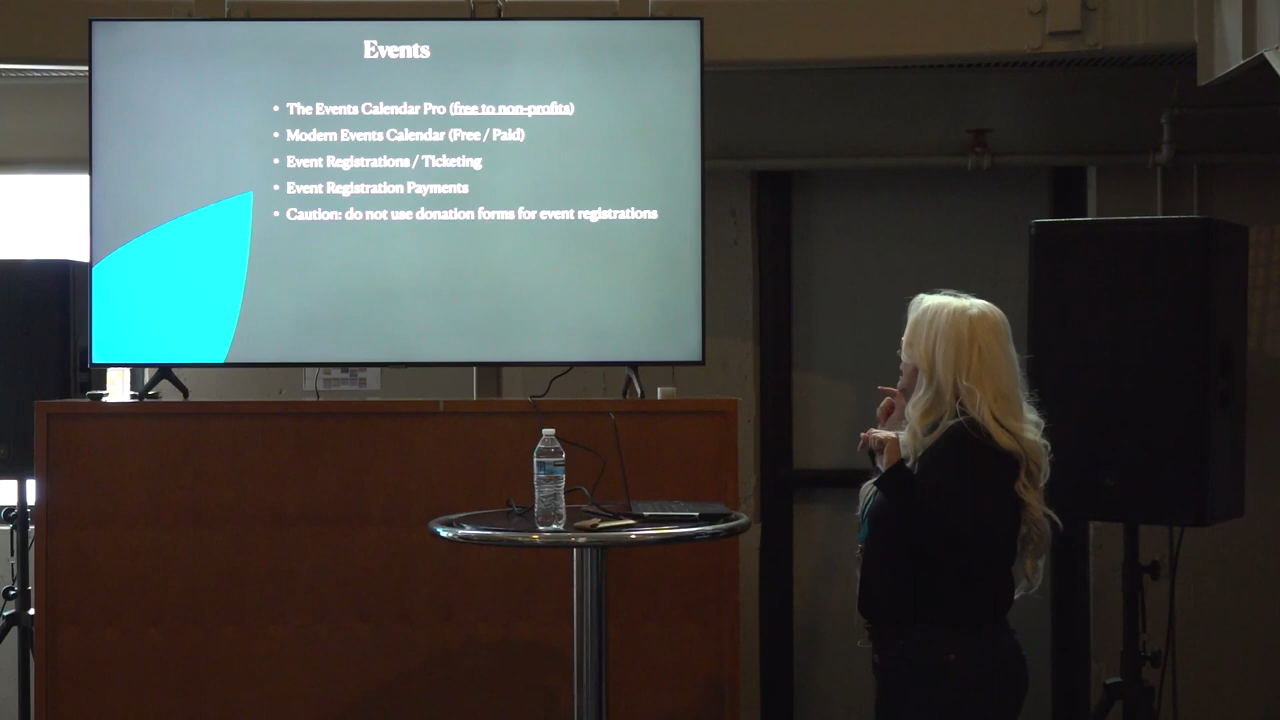 Events
• The Events Calendar Pro (free to non-profits)
• Modern Events Calendar (Free / Paid)
• Event Registrations / Ticketing
• Event Registration Payments
• Caution: do not use donation forms for event registrations